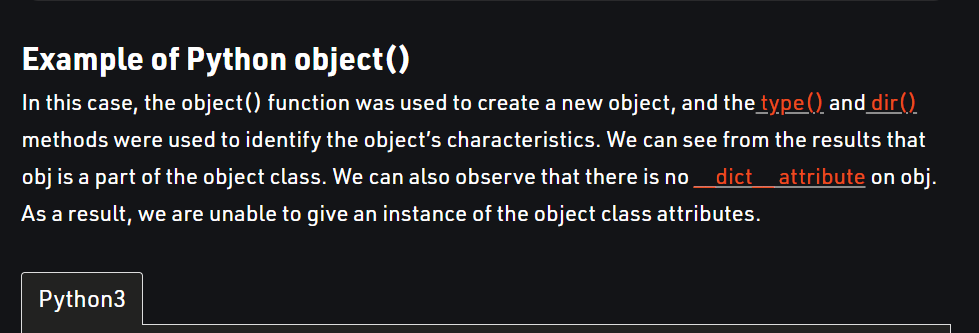 Example of Python object()
In this case, the object() function was used to create a new object, and the type() and dir()
methods were used to identify the object's characteristics. We can see from the results that
obj is a part of the object class. We can also observe that there is no __dict__ attribute on obj.
As a result, we are unable to give an instance of the object class attributes.
Python3